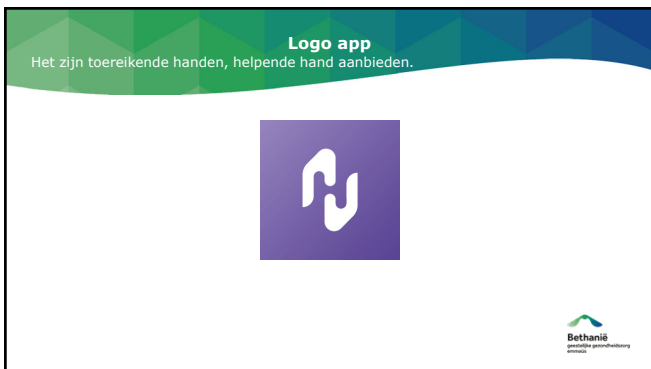 Logo app
Het zijn toereikende handen, helpende hand aanbieden.
Bethanië
geestelijke gezondheidszorg
emmaüs